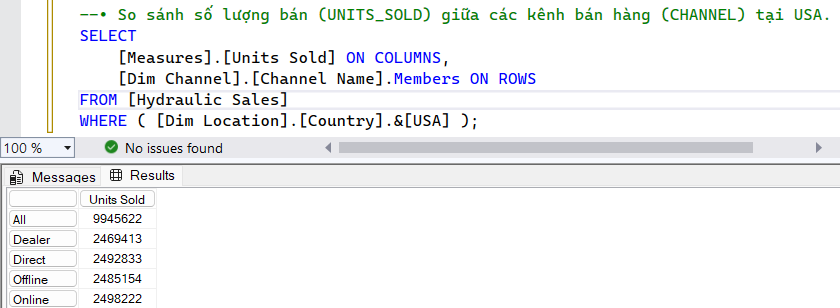 --• So sánh số lượng bán (UNITS_SOLD) giữa các kênh bán hàng (CHANNEL) tại USA.
SELECT
[Measures].[Units Sold] ON COLUMNS,
[Dim Channel].[Channel Name].Members ON ROWS
FROM [Hydraulic Sales]
WHERE ( [Dim Location].[Country].&[USA] );
100 % No issues found
Messages Results
Units Sold
All 9945622
Dealer 2469413
Direct 2492833
Offline 2485154
Online 2498222